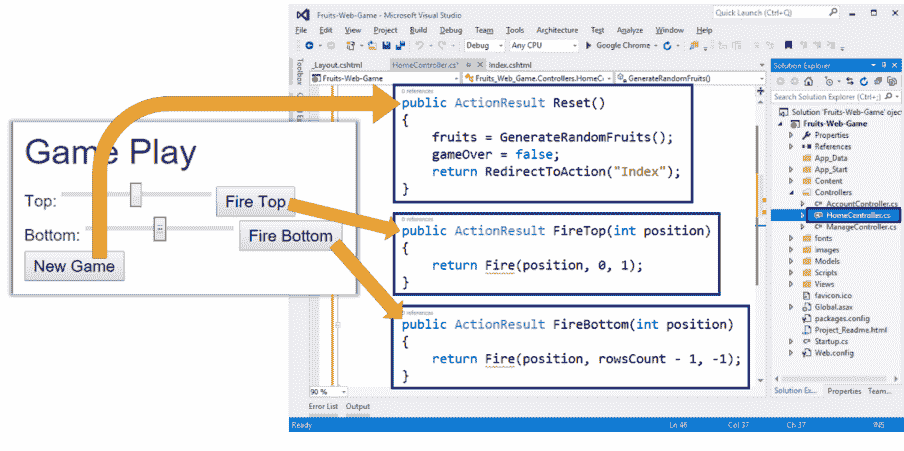 Fruits-Web-Game - Microsoft Visual Studio
Quick Launch (Ctrl+Q)
File Edit View Project Build Debug Team Tools Architecture Test Analyze Window Help
Debug Any CPU Google Chrome
_Layout.cshtml HomeController.cs* Index.cshtml
Fruits-Web-Game Fruits_Web_Game.Controllers.HomeC GenerateRandomFruits()
Toolbox
0 references
public ActionResult Reset()
{
fruits = GenerateRandomFruits();
gameOver = false;
return RedirectToAction("Index");
}
0 references
public ActionResult FireTop(int position)
{
return Fire(position, 0, 1);
}
0 references
public ActionResult FireBottom(int position)
{
return Fire(position, rowsCount - 1, -1);
}
90 %
Error List Output
Ready Ln 46 Col 37 Ch 37 INS
Game Play
Top: Fire Top
Bottom: Fire Bottom
New Game
Solution Explorer
Search Solution Explorer (Ctrl+;)
Solution 'Fruits-Web-Game'
Fruits-Web-Game
Properties
References
App_Data
App_Start
Content
Controllers
AccountController.cs
HomeController.cs
ManageController.cs
fonts
images
Models
Scripts
Views
favicon.ico
Global.asax
packages.config
Project_Readme.html
Startup.cs
Web.config
Solution Ex... Properties Team...